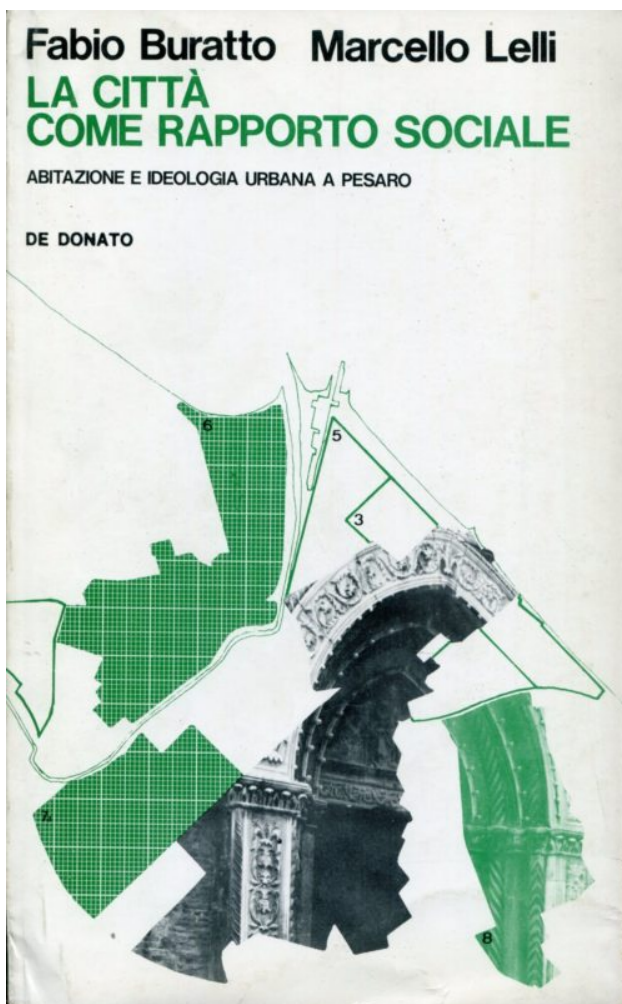 Fabio Buratto Marcello Lelli
LA CITTÀ
COME RAPPORTO SOCIALE
ABITAZIONE E IDEOLOGIA URBANA A PESARO
DE DONATO
6
5
3
7
8